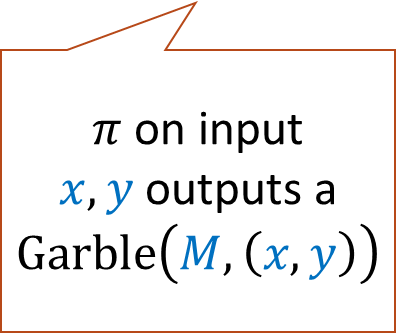 π on input
x, y outputs a
Garble(M, (x, y))